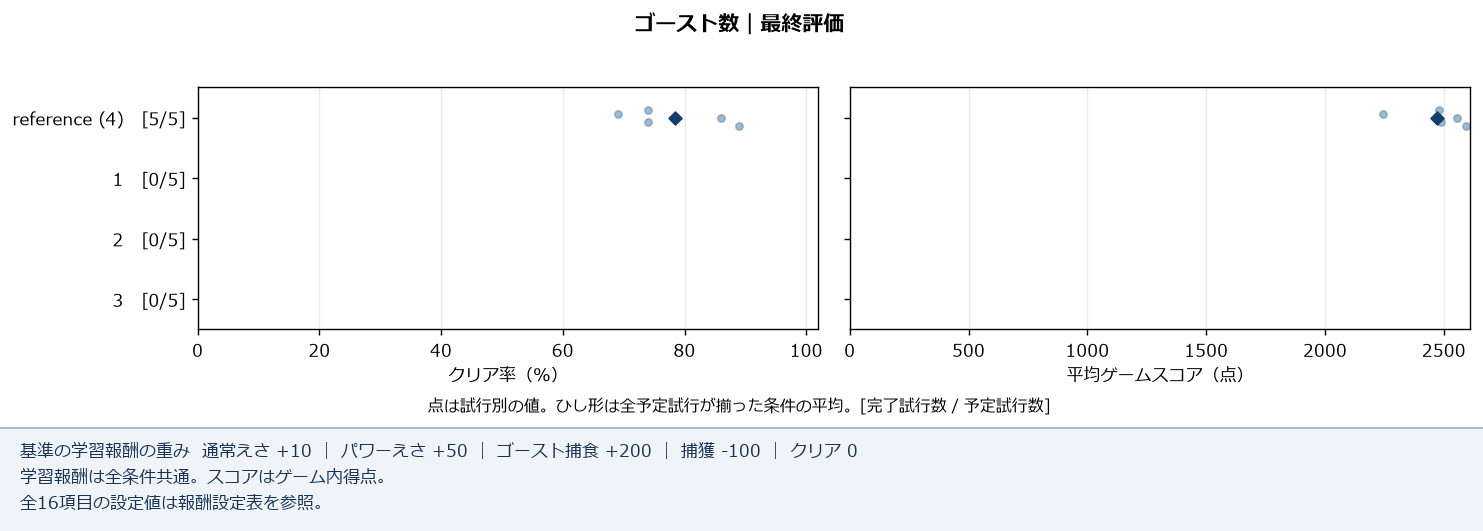 ゴースト数｜最終評価
reference (4) [5/5]
1 [0/5]
2 [0/5]
3 [0/5]
0 20 40 60 80 100
クリア率（%）
0 500 1000 1500 2000 2500
平均ゲームスコア（点）
点は試行別の値。ひし形は全予定試行が揃った条件の平均。[完了試行数 / 予定試行数]
基準の学習報酬の重み 通常えさ +10 ｜ パワーえさ +50 ｜ ゴースト捕食 +200 ｜ 捕獲 -100 ｜ クリア 0
学習報酬は全条件共通。スコアはゲーム内得点。
全16項目の設定値は報酬設定表を参照。